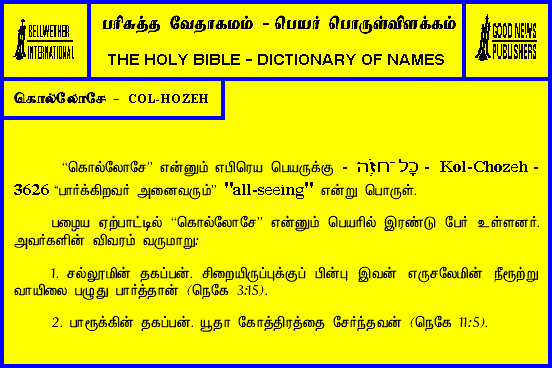 BELLWETHER
INTERNATIONAL
பரிசுத்த வேதாகமம் - பெயர் பொருள்விளக்கம்
THE HOLY BIBLE - DICTIONARY OF NAMES
GOOD NEWS
PUBLISHERS
கொல்லோசே - COL-HOZEH
“கொல்லோசே” என்னும் எபிரெய பெயருக்கு - כָּל־חֹזֶה - Kol-Chozeh -
3626 “பார்க்கிறவர் அனைவரும்” "all-seeing" என்று பொருள்.
பழைய ஏற்பாட்டில் “கொல்லோசே” என்னும் பெயரில் இரண்டு பேர் உள்ளனர்.
அவர்களின் விவரம் வருமாறு:
1. சல்லூமின் தகப்பன். சிறையிருப்புக்குப் பின்பு இவன் எருசலேமின் நீரூற்று
வாயிலை பழுது பார்த்தான் (நெகே 3:15).
2. பாரூக்கின் தகப்பன். யூதா கோத்திரத்தை சேர்ந்தவன் (நெகே 11:5).